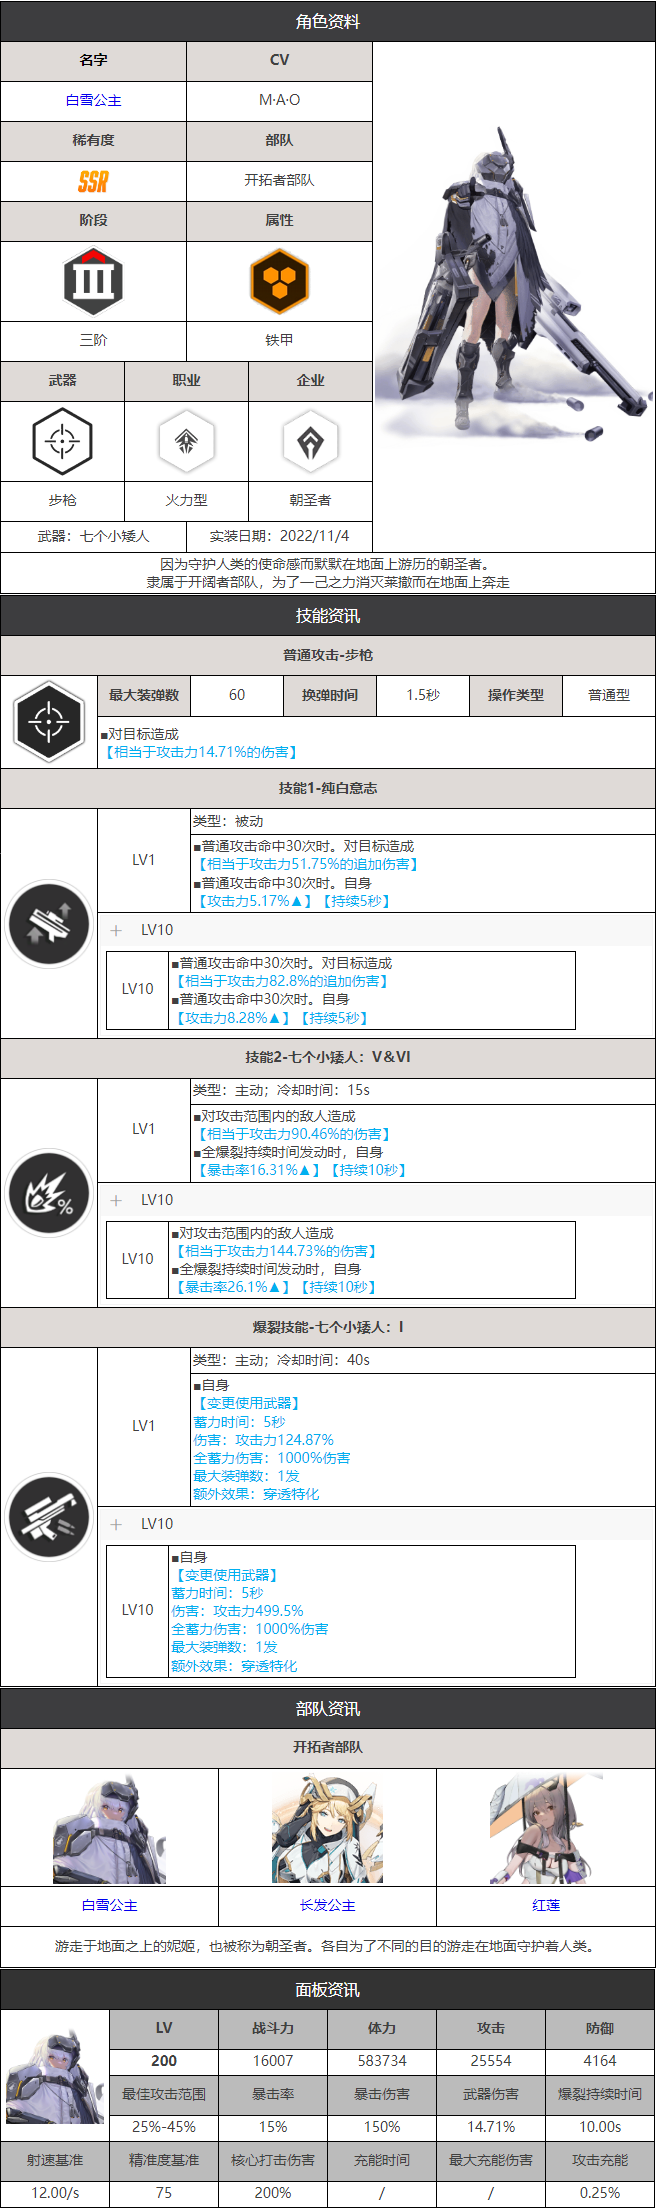 角色资料
名字
CV
白雪公主
M·A·O
稀有度
部队
SSR
开拓者部队
阶段
属性
三阶
铁甲
武器
职业
企业
步枪
火力型
朝圣者
武器：七个小矮人
实装日期：2022/11/4
因为守护人类的使命感而默默在地面上游历的朝圣者。
隶属于开阔者部队，为了一己之力消灭莱撤而在地面上奔走
技能资讯
普通攻击-步枪
最大装弹数
60
换弹时间
1.5秒
操作类型
普通型
■对目标造成
【相当于攻击力14.71%的伤害】
技能1-纯白意志
LV1
类型：被动
■普通攻击命中30次时。对目标造成
【相当于攻击力51.75%的追加伤害】
■普通攻击命中30次时。自身
【攻击力5.17%▲】【持续5秒】
+ LV10
LV10
■普通攻击命中30次时。对目标造成
【相当于攻击力82.8%的追加伤害】
■普通攻击命中30次时。自身
【攻击力8.28%▲】【持续5秒】
技能2-七个小矮人：V＆VI
LV1
类型：主动；冷却时间：15s
■对攻击范围内的敌人造成
【相当于攻击力90.46%的伤害】
■全爆裂持续时间发动时，自身
【暴击率16.31%▲】【持续10秒】
+ LV10
LV10
■对攻击范围内的敌人造成
【相当于攻击力144.73%的伤害】
■全爆裂持续时间发动时，自身
【暴击率26.1%▲】【持续10秒】
爆裂技能-七个小矮人：I
LV1
类型：主动；冷却时间：40s
■自身
【变更使用武器】
蓄力时间：5秒
伤害：攻击力124.87%
全蓄力伤害：1000%伤害
最大装弹数：1发
额外效果：穿透特化
+ LV10
LV10
■自身
【变更使用武器】
蓄力时间：5秒
伤害：攻击力499.5%
全蓄力伤害：1000%伤害
最大装弹数：1发
额外效果：穿透特化
部队资讯
开拓者部队
白雪公主
长发公主
红莲
游走于地面之上的妮姬，也被称为朝圣者。各自为了不同的目的游走在地面守护着人类。
面板资讯
LV
战斗力
体力
攻击
防御
200
16007
583734
25554
4164
最佳攻击范围
暴击率
暴击伤害
武器伤害
爆裂持续时间
25%-45%
15%
150%
14.71%
10.00s
射速基准
精准度基准
核心打击伤害
充能时间
最大充能伤害
攻击充能
12.00/s
75
200%
/
/
0.25%